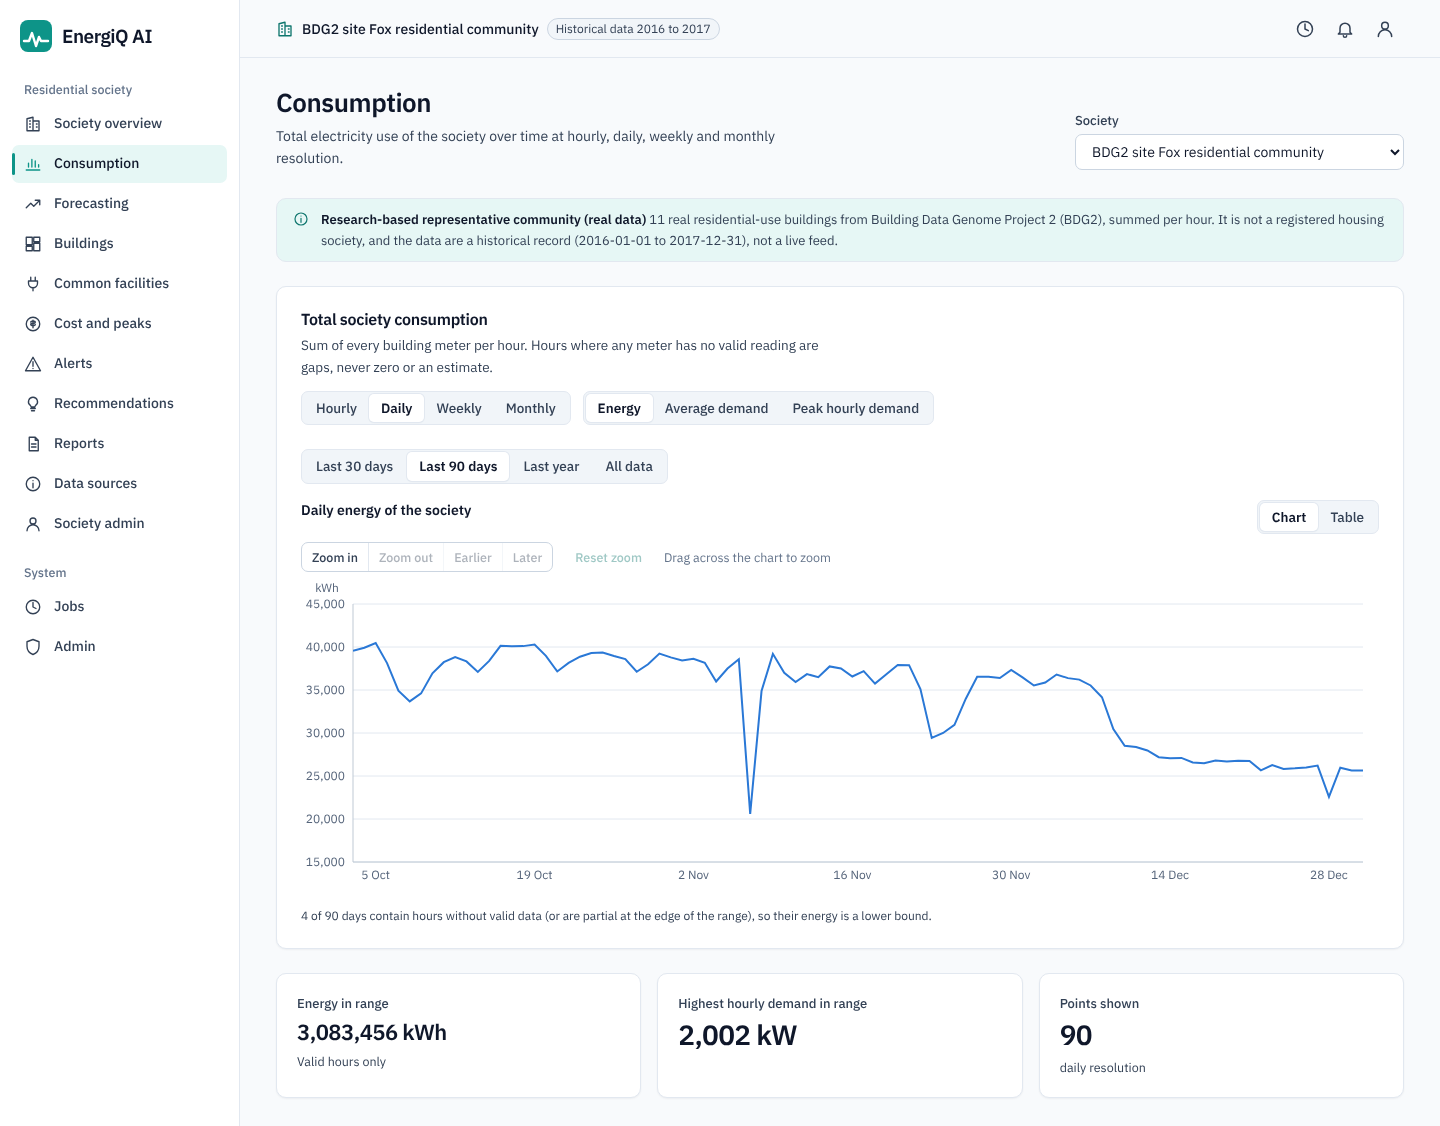 EnergiQ AI
Residential society
Society overview
Consumption
Forecasting
Buildings
Common facilities
Cost and peaks
Alerts
Recommendations
Reports
Data sources
Society admin
System
Jobs
Admin
BDG2 site Fox residential community
Historical data 2016 to 2017
Consumption
Total electricity use of the society over time at hourly, daily, weekly and monthly
resolution.
Society
BDG2 site Fox residential community
Research-based representative community (real data) 11 real residential-use buildings from Building Data Genome Project 2 (BDG2), summed per hour. It is not a registered housing
society, and the data are a historical record (2016-01-01 to 2017-12-31), not a live feed.
Total society consumption
Sum of every building meter per hour. Hours where any meter has no valid reading are
gaps, never zero or an estimate.
Hourly Daily Weekly Monthly Energy Average demand Peak hourly demand
Last 30 days Last 90 days Last year All data
Daily energy of the society
Chart Table
Zoom in Zoom out Earlier Later Reset zoom Drag across the chart to zoom
kWh
45,000
40,000
35,000
30,000
25,000
20,000
15,000
5 Oct 19 Oct 2 Nov 16 Nov 30 Nov 14 Dec 28 Dec
4 of 90 days contain hours without valid data (or are partial at the edge of the range), so their energy is a lower bound.
Energy in range
3,083,456 kWh
Valid hours only
Highest hourly demand in range
2,002 kW
Points shown
90
daily resolution